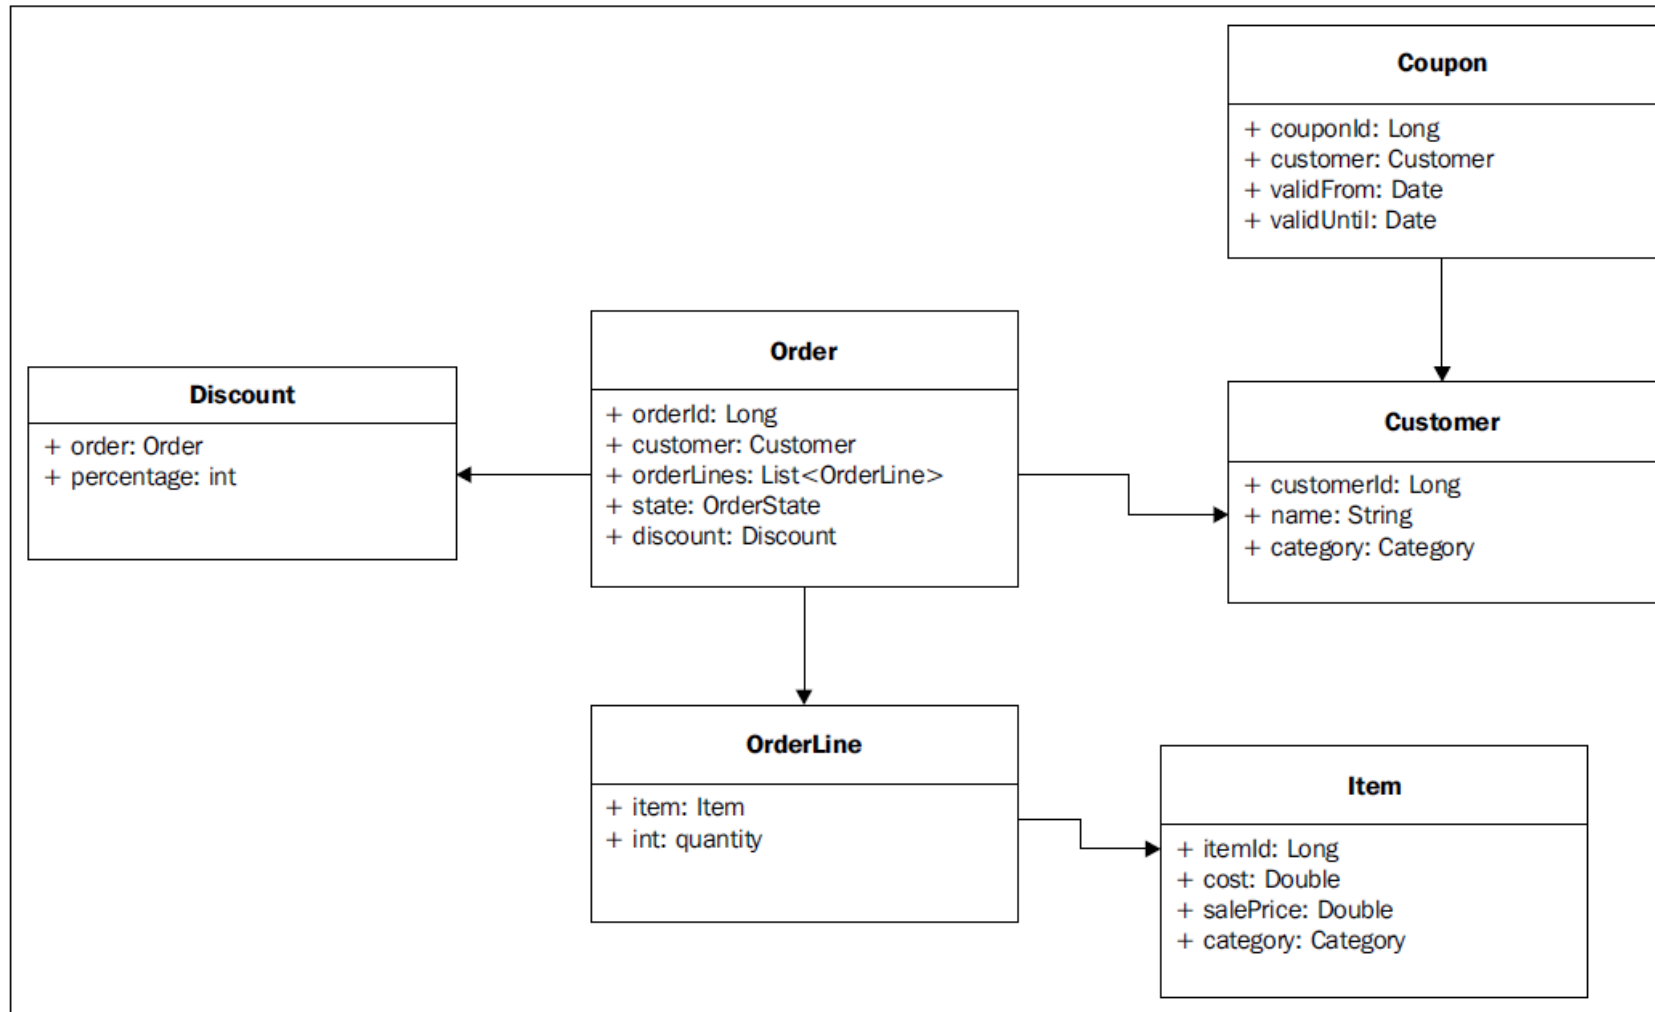 Coupon
+ couponId: Long
+ customer: Customer
+ validFrom: Date
+ validUntil: Date
Order
+ orderId: Long
+ customer: Customer
+ orderLines: List<OrderLine>
+ state: OrderState
+ discount: Discount
Discount
+ order: Order
+ percentage: int
Customer
+ customerId: Long
+ name: String
+ category: Category
OrderLine
+ item: Item
+ int: quantity
Item
+ itemId: Long
+ cost: Double
+ salePrice: Double
+ category: Category